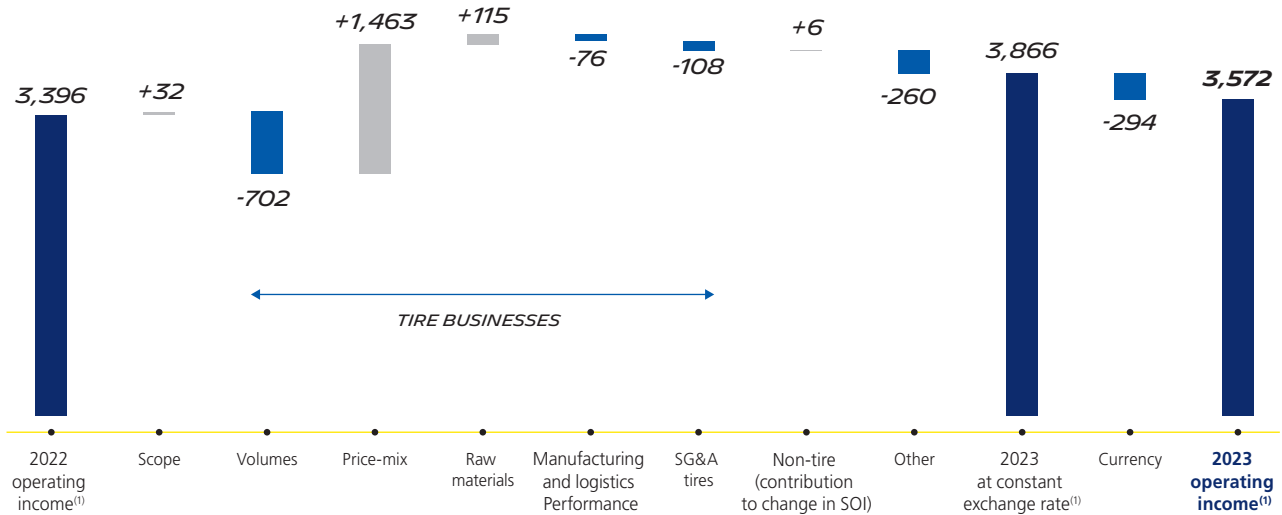 3,396
+32
-702
+1,463
+115
-76
-108
+6
-260
3,866
-294
3,572
TIRE BUSINESSES
2022
operating
income(1)
Scope
Volumes
Price-mix
Raw
materials
Manufacturing
and logistics
Performance
SG&A
tires
Non-tire
(contribution
to change in SOI)
Other
2023
at constant
exchange rate(1)
Currency
2023
operating
income(1)